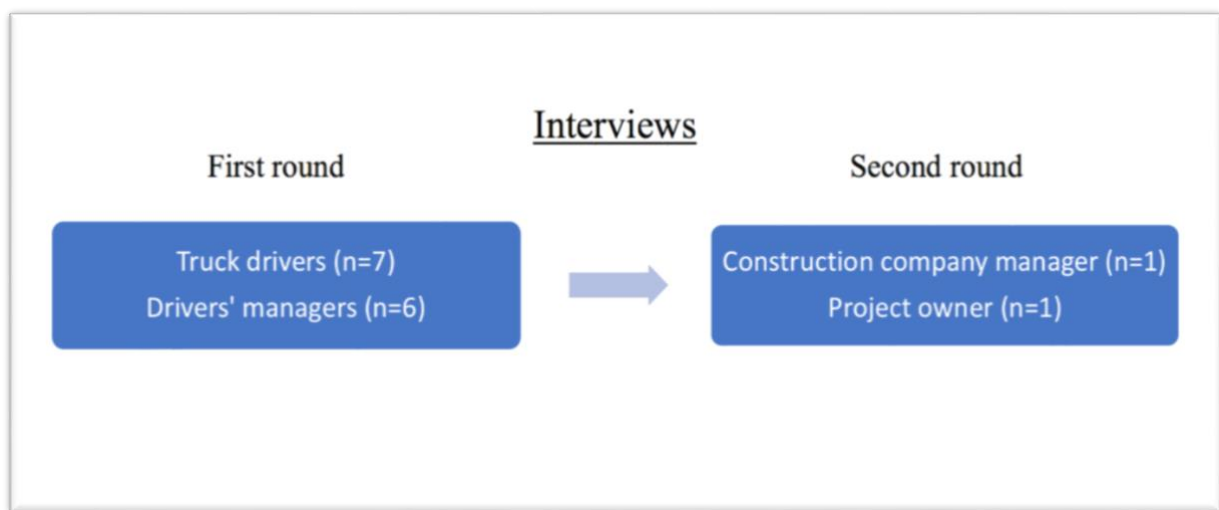 Interviews
First round
Second round
Truck drivers (n=7)
Drivers' managers (n=6)
Construction company manager (n=1)
Project owner (n=1)